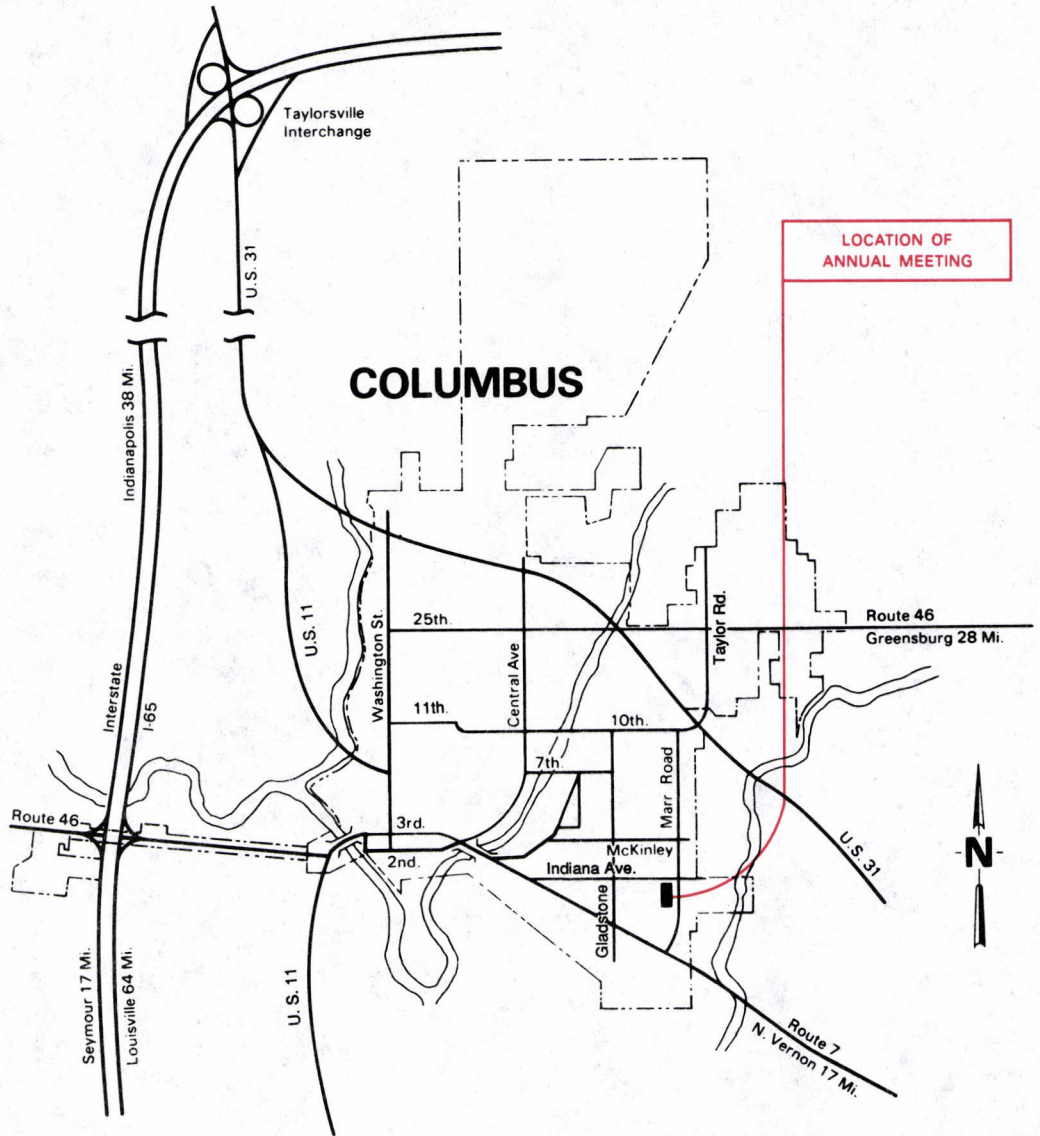 Taylorsville
Interchange
LOCATION OF
ANNUAL MEETING
U.S. 31
COLUMBUS
Indianapolis 38 Mi.
Interstate
I-65
U.S. 11
Washington St.
25th.
Central Ave
Taylor Rd.
Route 46
Greensburg 28 Mi.
11th.
10th.
7th.
Marr Road
Route 46
3rd.
2nd.
McKinley
Indiana Ave.
Gladstone
U.S. 31
N
Seymour 17 Mi.
Louisville 64 Mi.
U.S. 11
Route 7
N. Vernon 17 Mi.